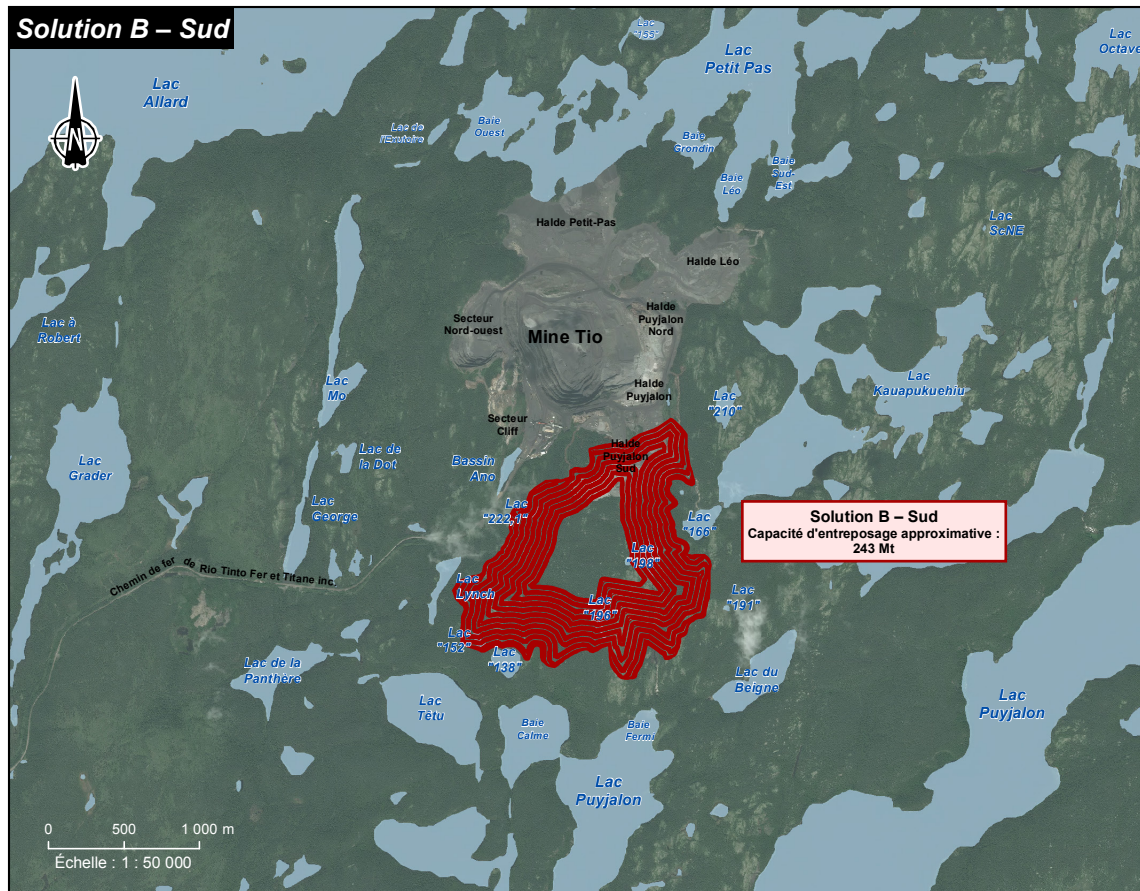 Solution B – Sud
Lac
"155"
Lac
Octave
Lac
Petit Pas
Lac
Allard
Baie
Ouest
Lac de
l'Exutoire
Baie
Grondin
Baie
Sud-
Est
Baie
Léo
Halde Petit-Pas
Lac
ScNE
Halde Léo
Lac à
Robert
Secteur
Nord-ouest
Mine Tio
Halde
Puyjalon
Nord
Lac
Mo
Halde
Puyjalon
Lac
"210"
Lac
Kauapukuehiu
Secteur
Cliff
Lac de
la Dot
Halde
Puyjalon
Sud
Lac
Grader
Bassin
Ano
Lac
George
Lac
"222,1"
Lac
"166"
Solution B – Sud
Capacité d'entreposage approximative :
243 Mt
Lac
"198"
Chemin de fer de Rio Tinto Fer et Titane inc.
Lac
Lynch
Lac
"196"
Lac
"191"
Lac
"152"
Lac
"138"
Lac de la
Panthère
Lac du
Beigne
Lac
Têtu
Baie
Calme
Baie
Fermi
Lac
Puyjalon
Lac
Puyjalon
0 500 1 000 m
Échelle : 1 : 50 000
N